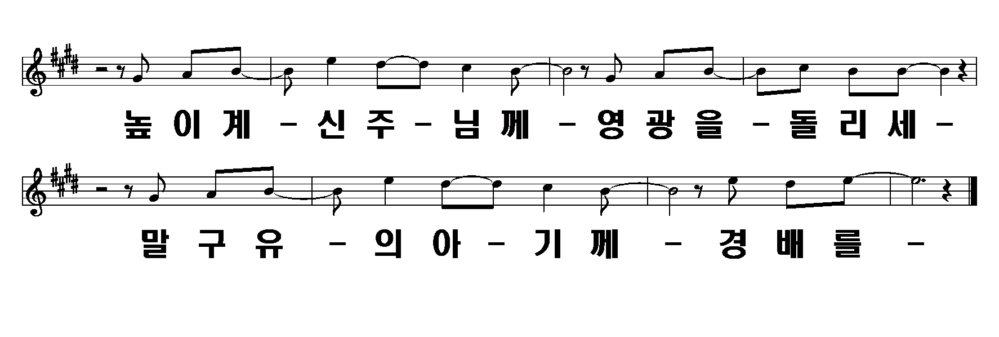 높 이 계 - 신 주 - 님 께 - 영 광 을 - 돌 리 세 -
말 구 유 - 의 아 - 기 께 - 경 배 를 -